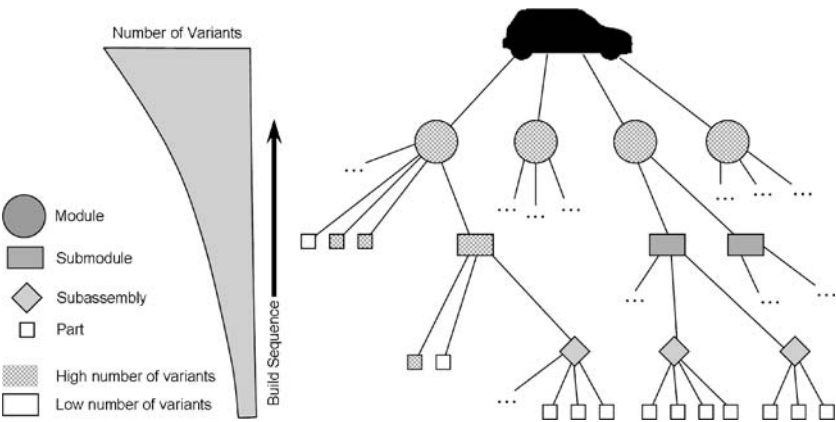 Number of Variants
Module
Submodule
Subassembly
Part
High number of variants
Low number of variants
Build Sequence
...
...
...
...
...
...
...
...
...
...
...
...